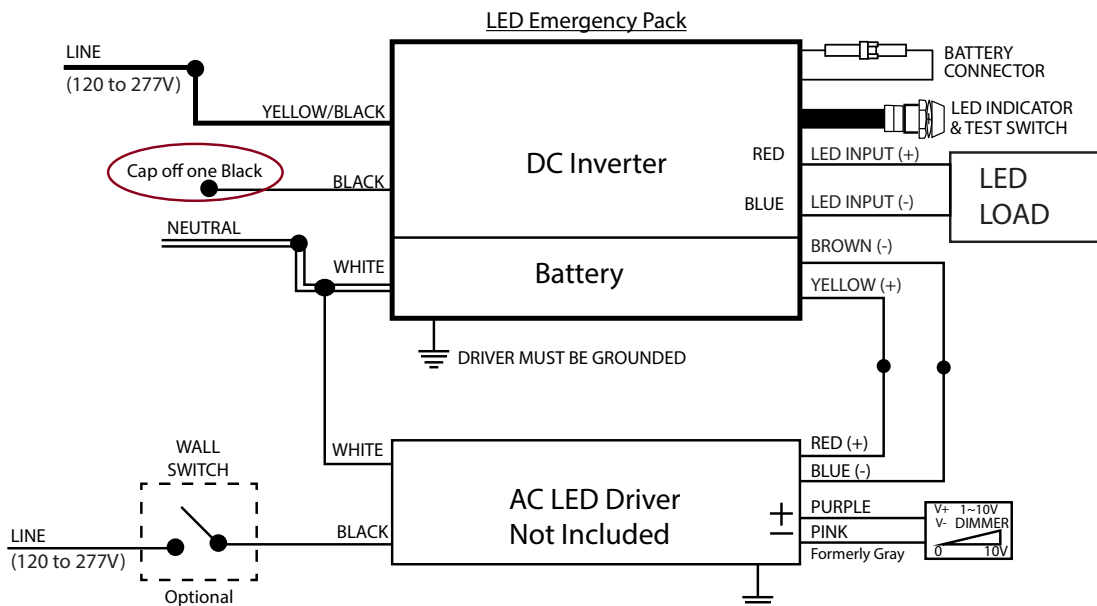 LED Emergency Pack
LINE
(120 to 277V)
YELLOW/BLACK
Cap off one Black
BLACK
NEUTRAL
WHITE
DC Inverter
Battery
RED
BLUE
BATTERY
CONNECTOR
LED INDICATOR
& TEST SWITCH
LED INPUT (+)
LED INPUT (-)
LED
LOAD
BROWN (-)
YELLOW (+)
DRIVER MUST BE GROUNDED
WALL
SWITCH
WHITE
LINE
(120 to 277V)
Optional
BLACK
AC LED Driver
Not Included
+
−
RED (+)
BLUE (-)
PURPLE
PINK
Formerly Gray
V+ 1~10V
V- DIMMER
0 10V